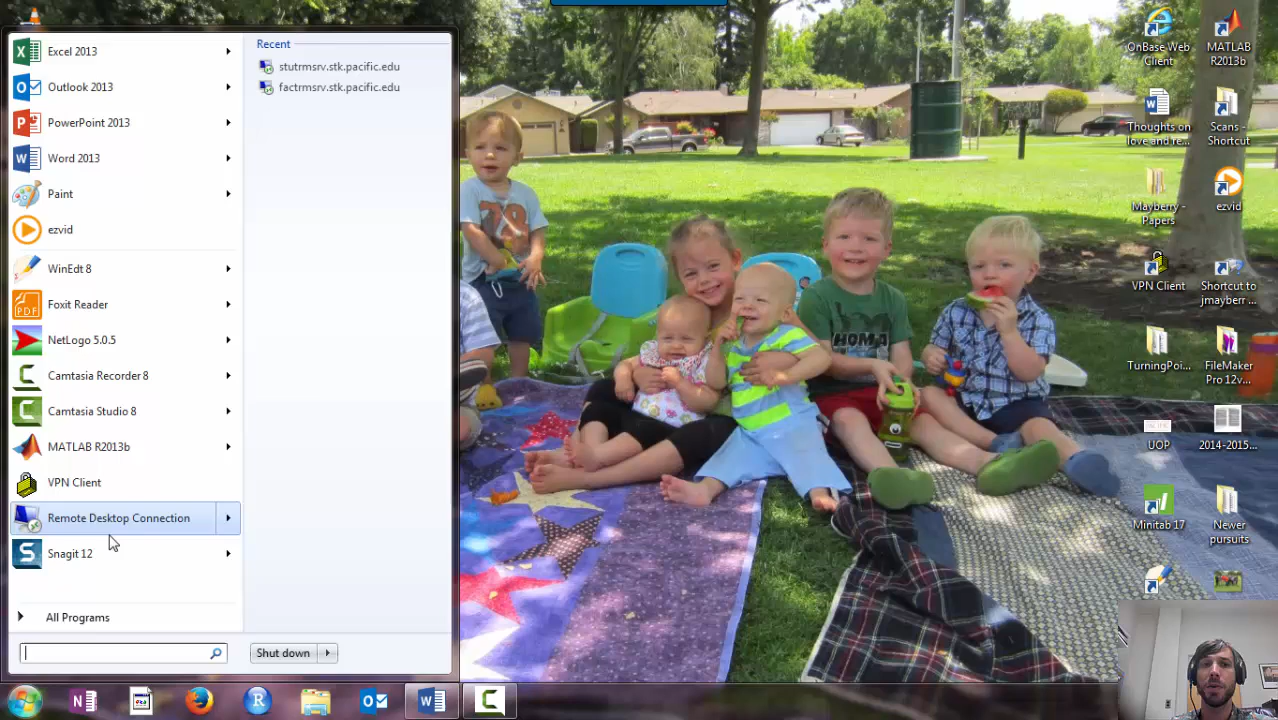 Excel 2013
Outlook 2013
PowerPoint 2013
Word 2013
Paint
ezvid
WinEdt 8
Foxit Reader
NetLogo 5.0.5
Camtasia Recorder 8
Camtasia Studio 8
MATLAB R2013b
VPN Client
Remote Desktop Connection
Snagit 12
All Programs
Shut down
Recent
stutrmsrv.stk.pacific.edu
factrmsrv.stk.pacific.edu
78
OnBase Web
Client
MATLAB
R2013b
Thoughts on
love and re...
Scans -
Shortcut
Mayberry -
Papers
ezvid
VPN Client
Shortcut to
jmayberr ...
TurningPoi...
FileMaker
Pro 12v...
UOP
2014-2015...
Minitab 17
Newer
pursuits